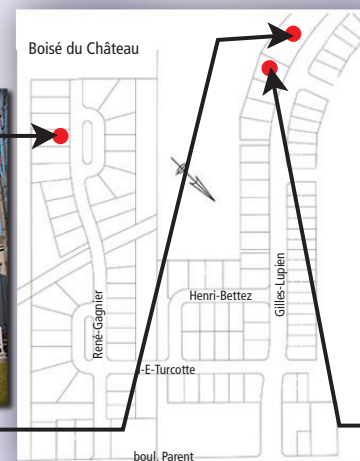 Boisé du Château
Henri-Bettez
Gilles-Lupien
René-Gagnier
-E-Turcotte
boul. Parent